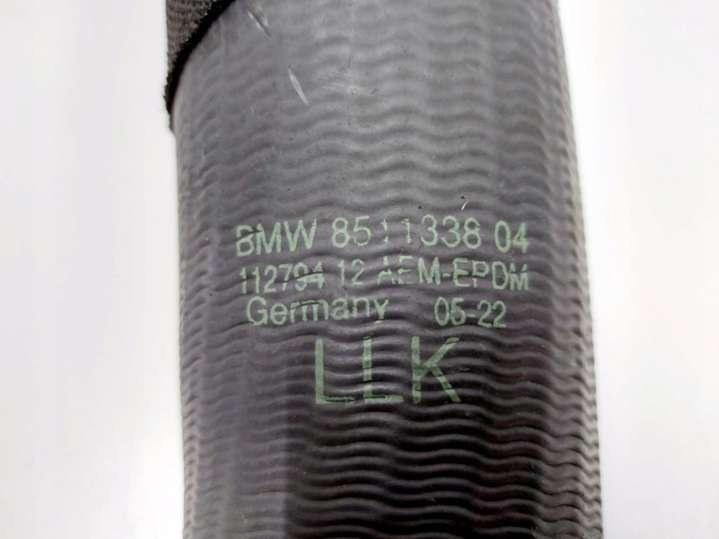 BMW 8511338 04
112794 12 AEM-EPDM
Germany 05-22
LLK